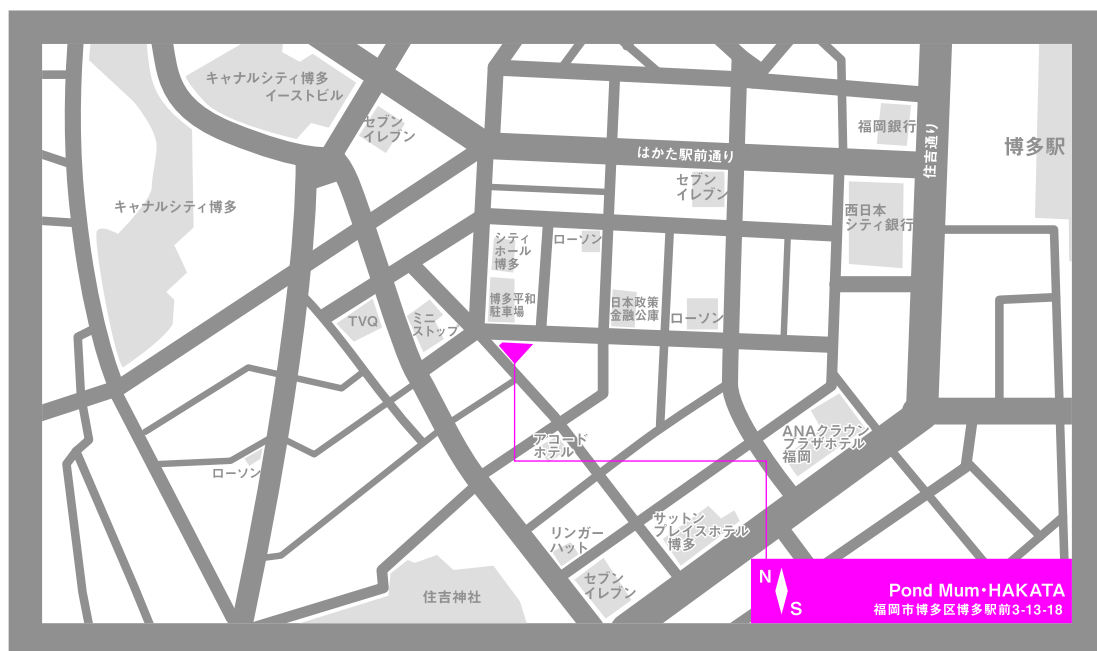 キャナルシティ博多
イーストビル
セブン
イレブン
キャナルシティ博多
はかた駅前通り
福岡銀行
住吉通り
博多駅
セブン
イレブン
西日本
シティ銀行
シティ
ホール
博多
ローソン
博多平和
駐車場
日本政策
金融公庫
ローソン
TVQ
ミニ
ストップ
アコード
ホテル
ANAクラウン
プラザホテル
福岡
ローソン
リンガー
ハット
サットン
プレイスホテル
博多
セブン
イレブン
住吉神社
N
S
Pond Mum・HAKATA
福岡市博多区博多駅前3-13-18